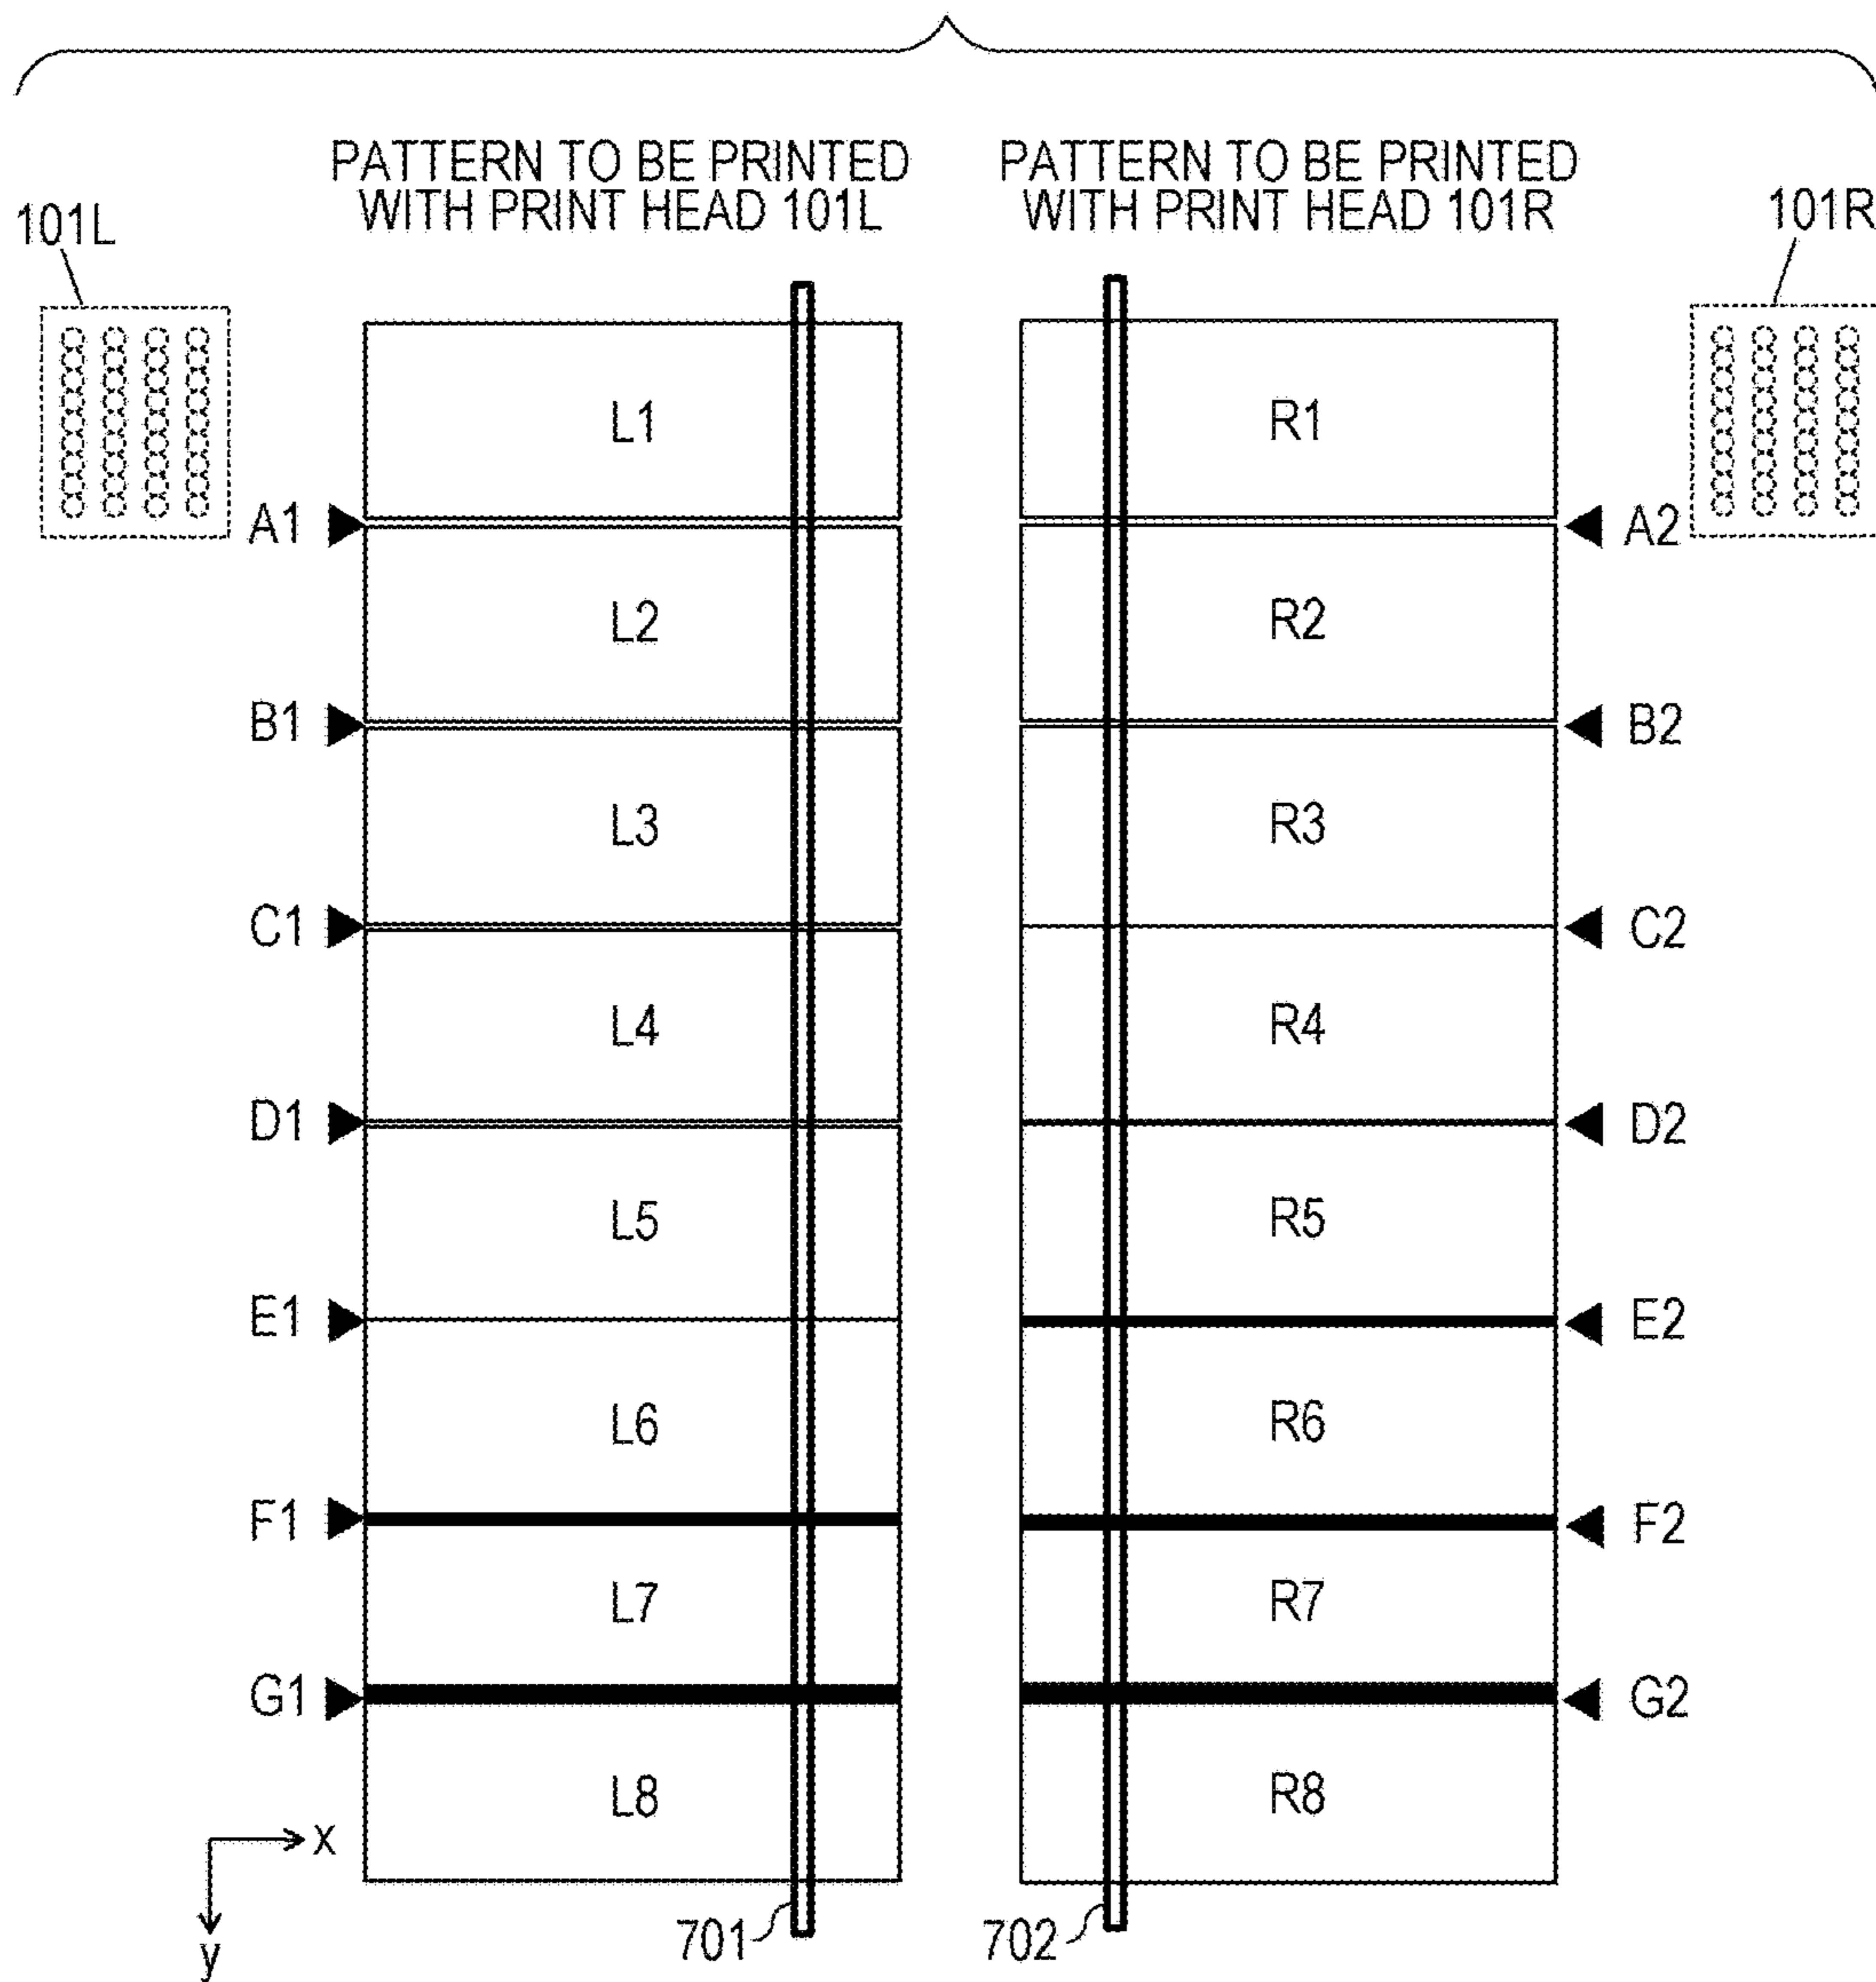 PATTERN TO BE PRINTED
WITH PRINT HEAD 101L
PATTERN TO BE PRINTED
WITH PRINT HEAD 101R
101L
101R
L1
R1
A1
A2
L2
R2
B1
B2
L3
R3
C1
C2
L4
R4
D1
D2
L5
R5
E1
E2
L6
R6
F1
F2
L7
R7
G1
G2
L8
R8
x
y
701
702